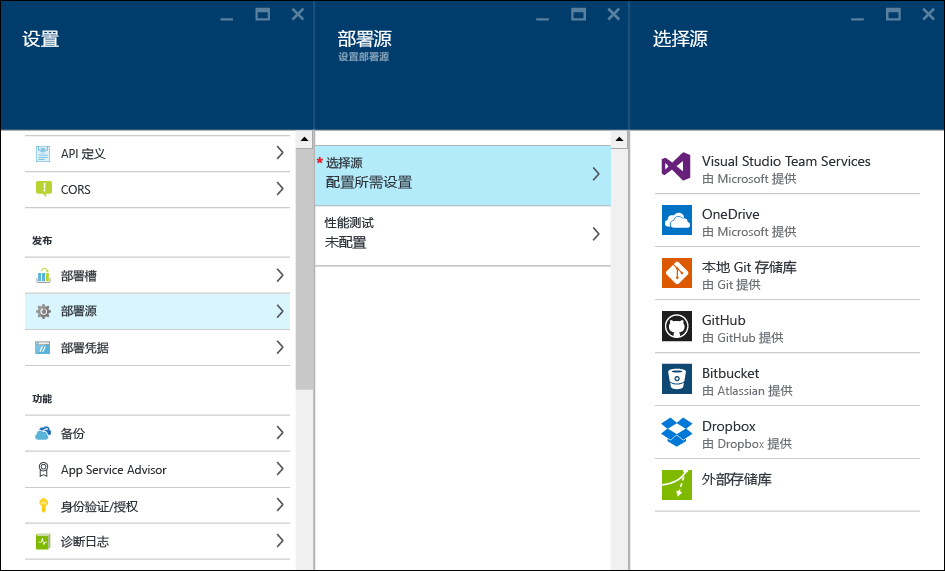 设置
API 定义
CORS
发布
部署槽
部署源
部署凭据
功能
备份
App Service Advisor
身份验证/授权
诊断日志
部署源
设置部署源
* 选择源
配置所需设置
性能测试
未配置
选择源
Visual Studio Team Services
由 Microsoft 提供
OneDrive
由 Microsoft 提供
本地 Git 存储库
由 Git 提供
GitHub
由 GitHub 提供
Bitbucket
由 Atlassian 提供
Dropbox
由 Dropbox 提供
外部存储库